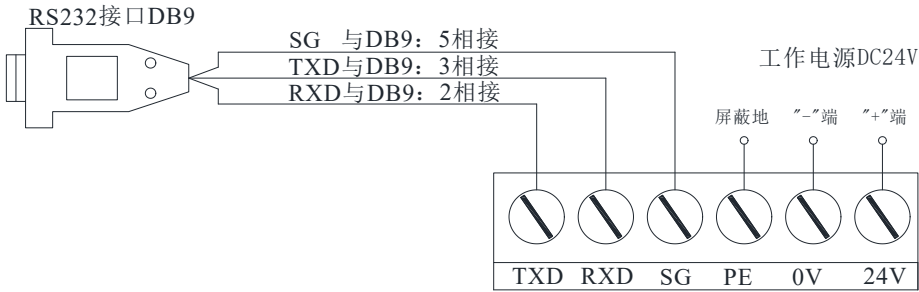 RS232接口DB9
SG 与DB9：5相接
TXD与DB9：3相接
RXD与DB9：2相接
工作电源DC24V
屏蔽地 "-"端 "+"端
TXD RXD SG PE 0V 24V